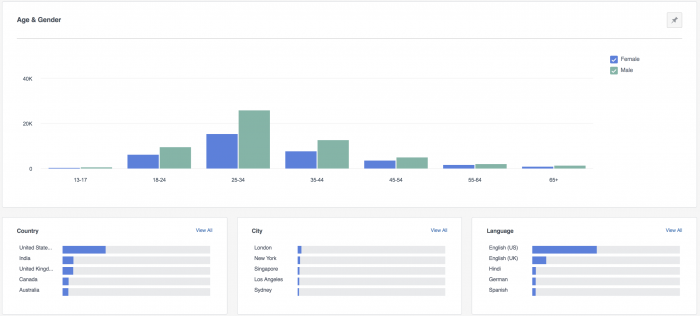 Age & Gender
Female
Male
40K
20K
0
13-17
18-24
25-34
35-44
45-54
55-64
65+
Country
View All
United State...
India
United Kingd...
Canada
Australia
City
View All
London
New York
Singapore
Los Angeles
Sydney
Language
View All
English (US)
English (UK)
Hindi
German
Spanish